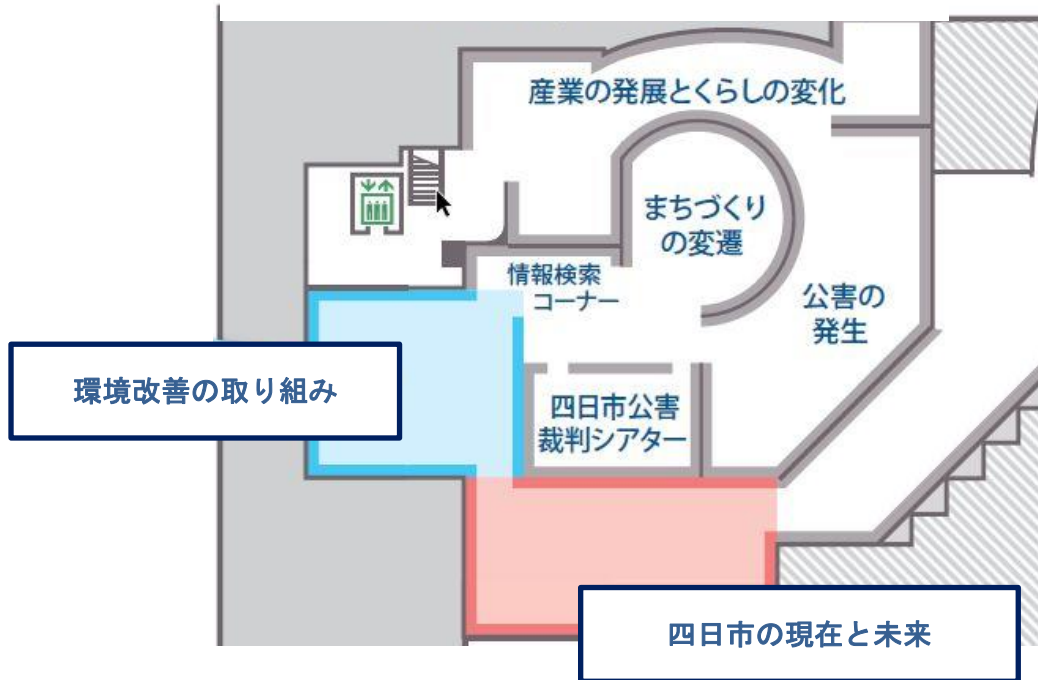 産業の発展とくらしの変化
まちづくり
の変遷
情報検索
コーナー
公害の
発生
環境改善の取り組み
四日市公害
裁判シアター
四日市の現在と未来